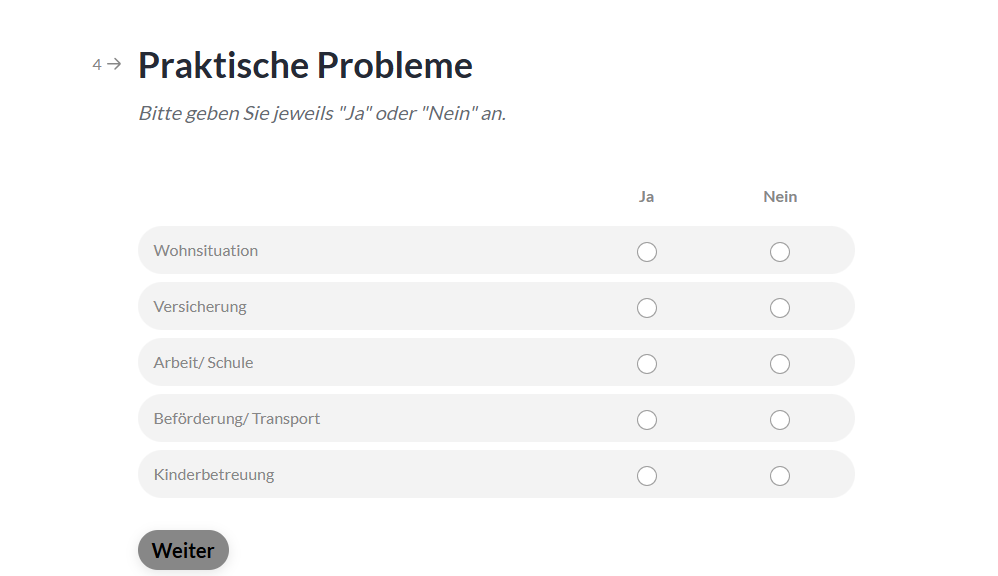 4 → Praktische Probleme
Bitte geben Sie jeweils "Ja" oder "Nein" an.
Ja Nein
Wohnsituation
Versicherung
Arbeit/ Schule
Beförderung/ Transport
Kinderbetreuung
Weiter